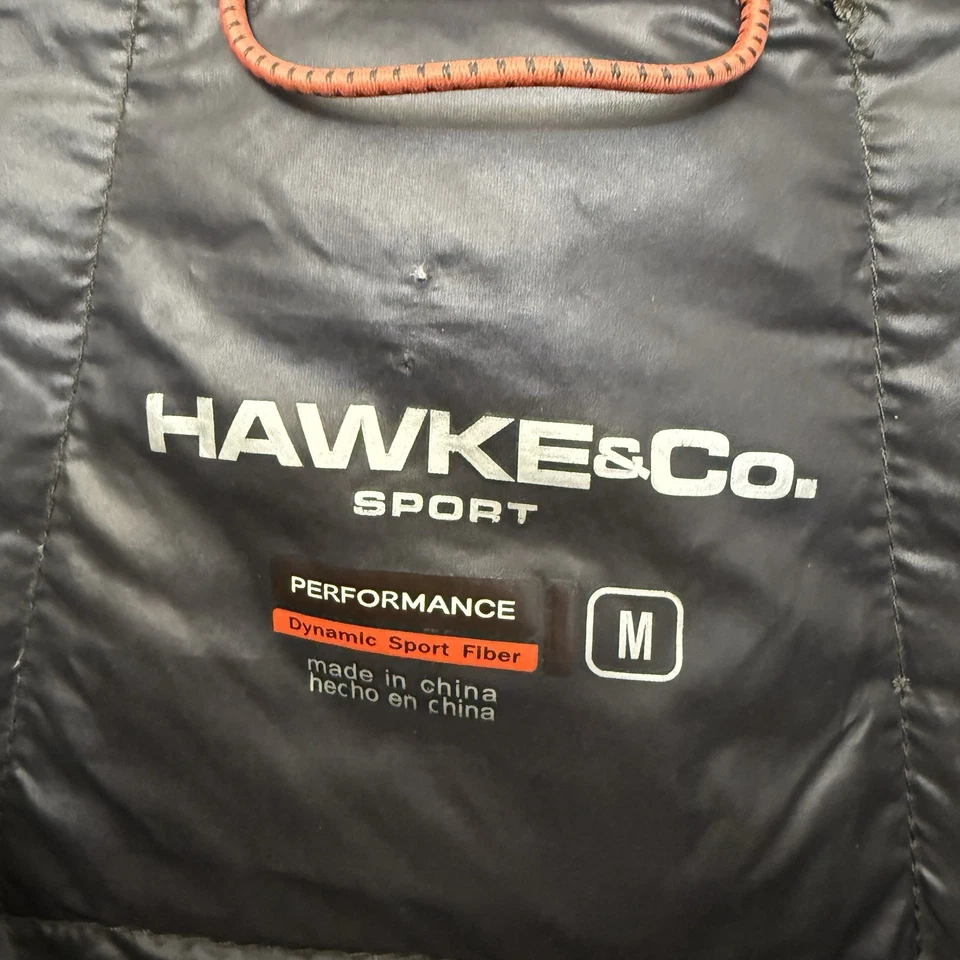 HAWKE&Co.
SPORT
PERFORMANCE
Dynamic Sport Fiber
M
made in china
hecho en china